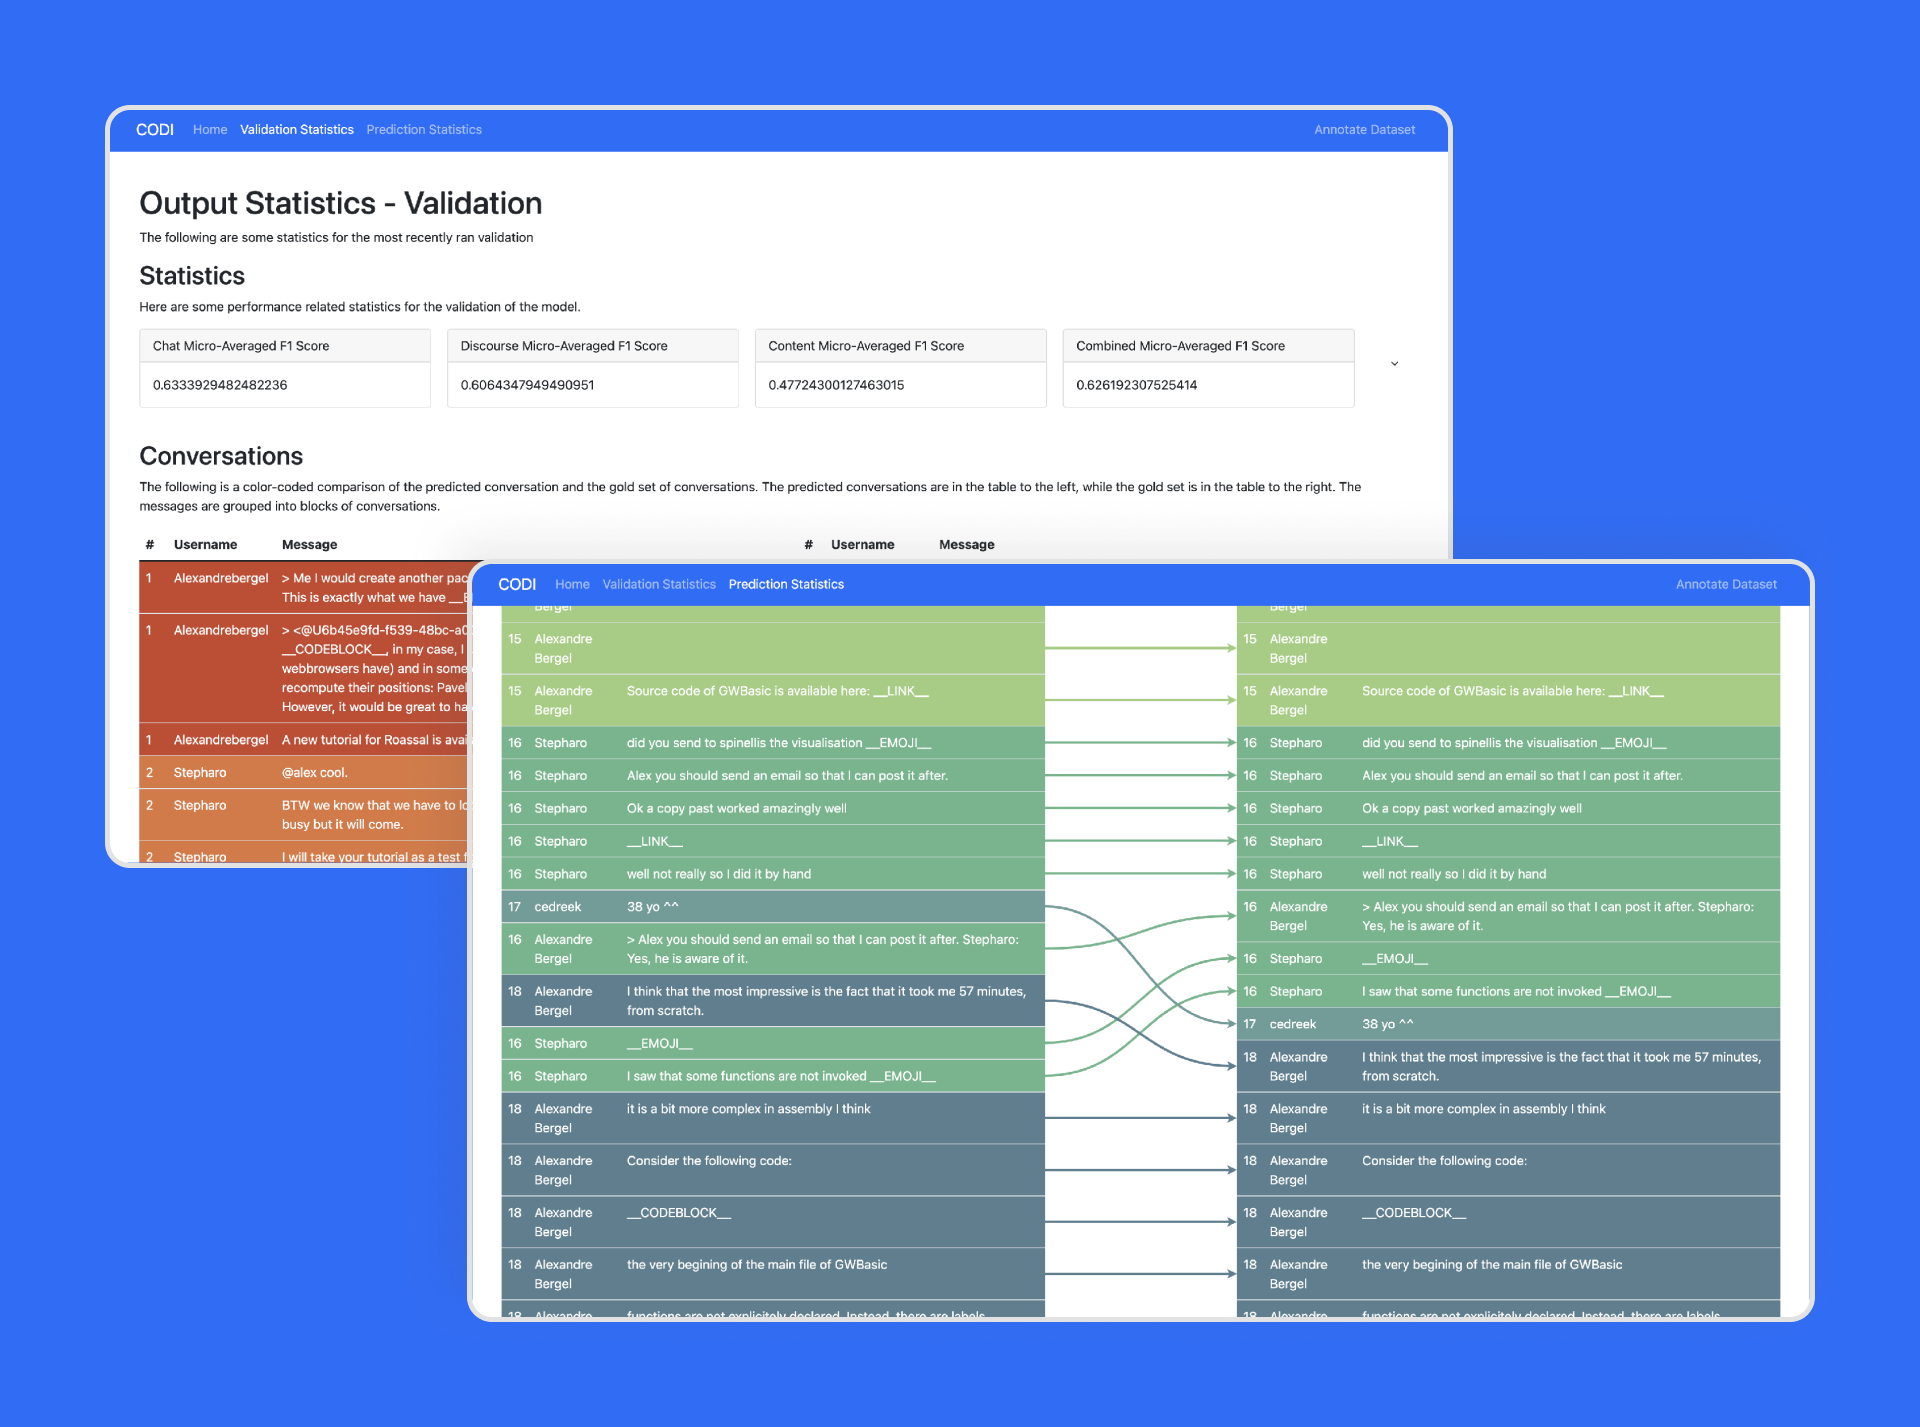 CODI Home Validation Statistics Prediction Statistics Annotate Dataset
Output Statistics - Validation
The following are some statistics for the most recently ran validation
Statistics
Here are some performance related statistics for the validation of the model.
Chat Micro-Averaged F1 Score
0.6333929482482236
Discourse Micro-Averaged F1 Score
0.6064347949490951
Content Micro-Averaged F1 Score
0.47724300127463015
Combined Micro-Averaged F1 Score
0.626192307525414
Conversations
The following is a color-coded comparison of the predicted conversation and the gold set of conversations. The predicted conversations are in the table to the left, while the gold set is in the table to the right. The
messages are grouped into blocks of conversations.
# Username Message # Username Message
1 Alexandrebergel > Me I would create another pac
This is exactly what we have
1 Alexandrebergel > <@U6b45e9fd-f539-48bc-a0
__CODEBLOCK__, in my case, I
webbrowsers have) and in some
recompute their positions: Pavel
However, it would be great to ha
1 Alexandrebergel A new tutorial for Roassal is avai
2 Stepharo @alex cool.
2 Stepharo BTW we know that we have to lo
busy but it will come.
2 Stepharo I will take your tutorial as a test f
CODI Home Validation Statistics Prediction Statistics Annotate Dataset
Bergel
15 Alexandre
Bergel
15 Alexandre Source code of GWBasic is available here: __LINK__
Bergel
16 Stepharo did you send to spinellis the visualisation __EMOJI__
16 Stepharo Alex you should send an email so that I can post it after.
16 Stepharo Ok a copy past worked amazingly well
16 Stepharo __LINK__
16 Stepharo well not really so I did it by hand
17 cedreek 38 yo ^^
16 Alexandre > Alex you should send an email so that I can post it after. Stepharo:
Bergel Yes, he is aware of it.
18 Alexandre I think that the most impressive is the fact that it took me 57 minutes,
Bergel from scratch.
16 Stepharo __EMOJI__
16 Stepharo I saw that some functions are not invoked __EMOJI__
18 Alexandre it is a bit more complex in assembly I think
Bergel
18 Alexandre Consider the following code:
Bergel
18 Alexandre __CODEBLOCK__
Bergel
18 Alexandre the very begining of the main file of GWBasic
Bergel
18 Alexandre functions are not explicitely declared. Instead, there are labels
Bergel
15 Alexandre
Bergel
15 Alexandre Source code of GWBasic is available here: __LINK__
Bergel
16 Stepharo did you send to spinellis the visualisation __EMOJI__
16 Stepharo Alex you should send an email so that I can post it after.
16 Stepharo Ok a copy past worked amazingly well
16 Stepharo __LINK__
16 Stepharo well not really so I did it by hand
16 Alexandre > Alex you should send an email so that I can post it after. Stepharo:
Bergel Yes, he is aware of it.
16 Stepharo __EMOJI__
16 Stepharo I saw that some functions are not invoked __EMOJI__
17 cedreek 38 yo ^^
18 Alexandre I think that the most impressive is the fact that it took me 57 minutes,
Bergel from scratch.
18 Alexandre it is a bit more complex in assembly I think
Bergel
18 Alexandre Consider the following code:
Bergel
18 Alexandre __CODEBLOCK__
Bergel
18 Alexandre the very begining of the main file of GWBasic
Bergel
18 Alexandre functions are not explicitely declared. Instead, there are labels